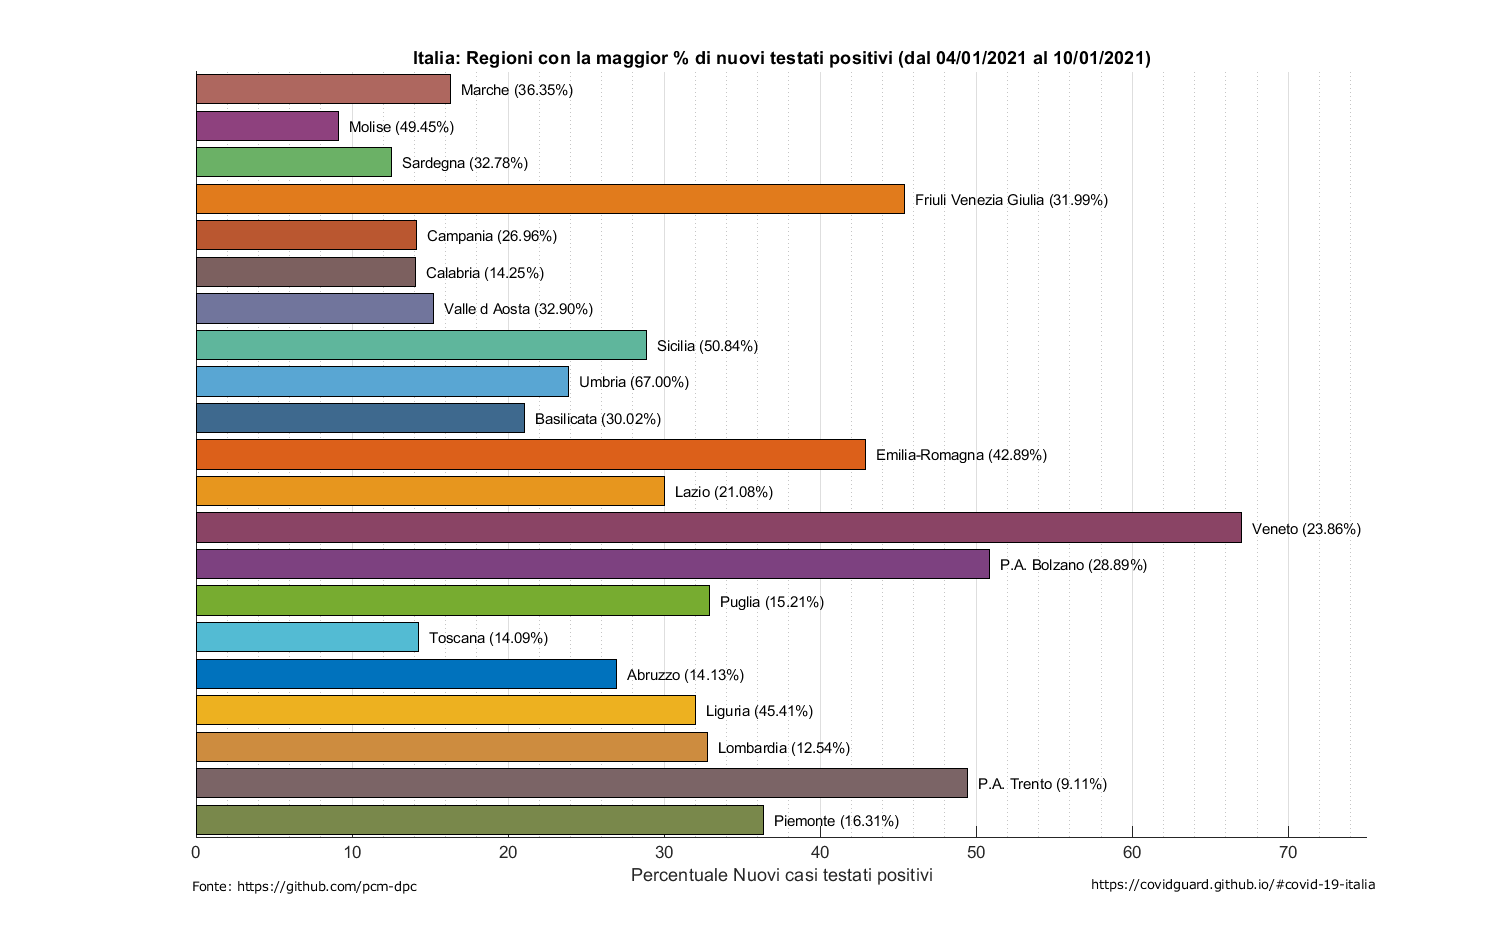 Italia: Regioni con la maggior % di nuovi testati positivi (dal 04/01/2021 al 10/01/2021)
Marche (36.35%)
Molise (49.45%)
Sardegna (32.78%)
Friuli Venezia Giulia (31.99%)
Campania (26.96%)
Calabria (14.25%)
Valle d Aosta (32.90%)
Sicilia (50.84%)
Umbria (67.00%)
Basilicata (30.02%)
Emilia-Romagna (42.89%)
Lazio (21.08%)
Veneto (23.86%)
P.A. Bolzano (28.89%)
Puglia (15.21%)
Toscana (14.09%)
Abruzzo (14.13%)
Liguria (45.41%)
Lombardia (12.54%)
P.A. Trento (9.11%)
Piemonte (16.31%)
0 10 20 30 40 50 60 70
Percentuale Nuovi casi testati positivi
Fonte: https://github.com/pcm-dpc
https://covidguard.github.io/#covid-19-italia